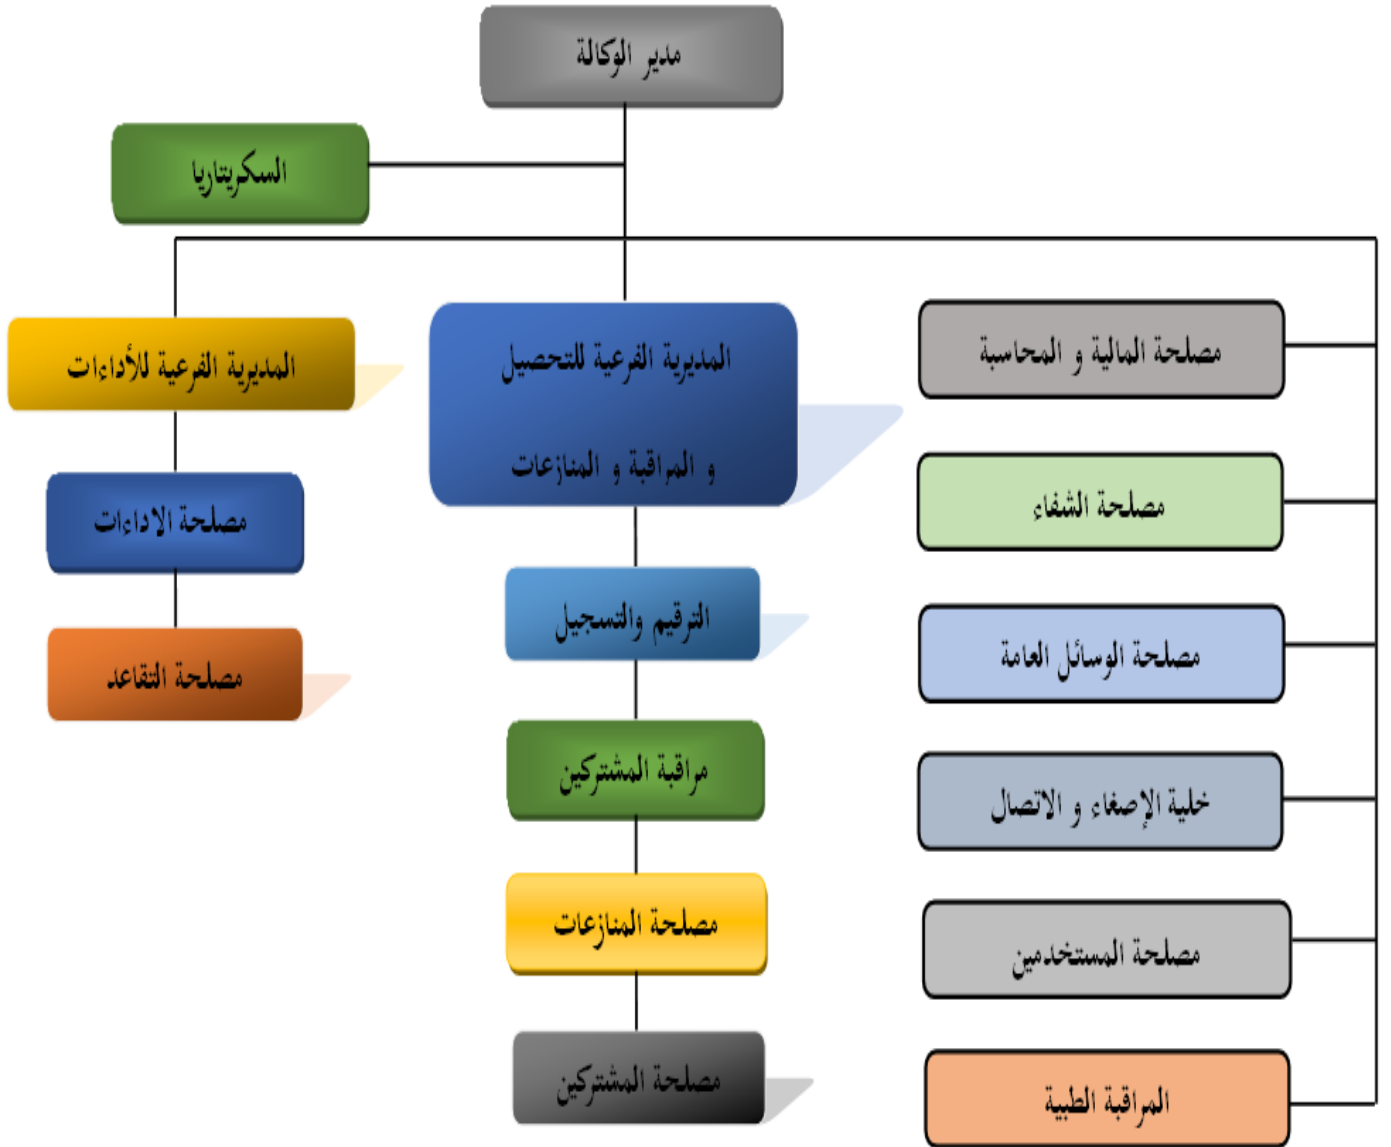 مدير الوكالة
السكريتاريا
مصلحة المالية و المحاسبة
مصلحة الشفاء
مصلحة الوسائل العامة
خلية الإصغاء و الاتصال
مصلحة المستخدمين
المراقبة الطبية
المديرية الفرعية للتحصيل
و المراقبة و المنازعات
الترقيم والتسجيل
مراقبة المشتركين
مصلحة المنازعات
مصلحة المشتركين
المديرية الفرعية للأداءات
مصلحة الاداءات
مصلحة التقاعد